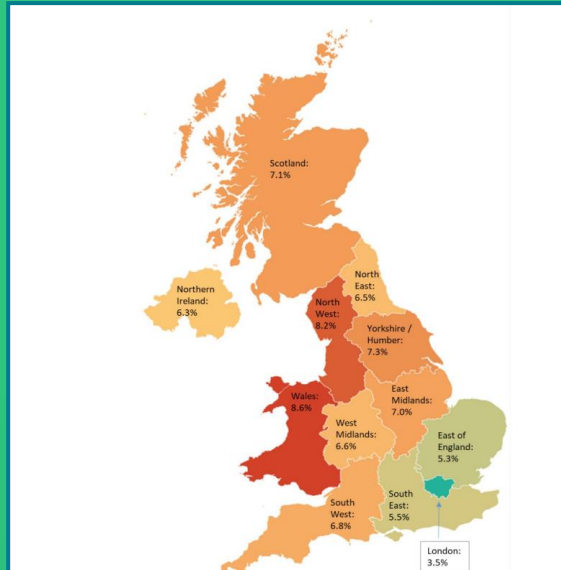 Scotland:
7.1%
Northern
Ireland:
6.3%
North
East:
6.5%
North
West:
8.2%
Yorkshire /
Humber:
7.3%
Wales:
8.6%
East
Midlands:
7.0%
West
Midlands:
6.6%
East of
England:
5.3%
South
West:
6.8%
South
East:
5.5%
London:
3.5%